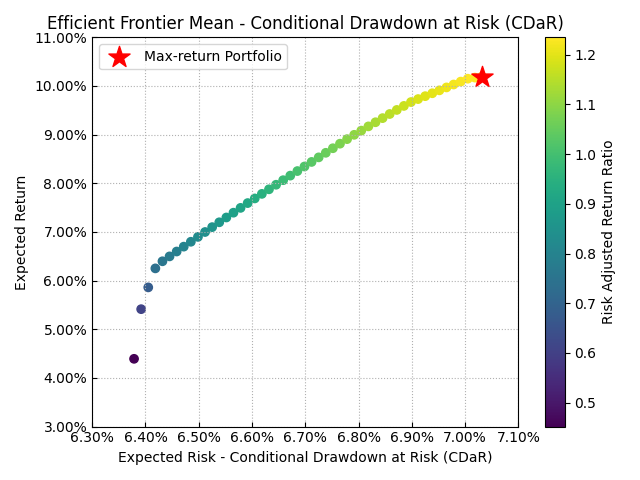 Efficient Frontier Mean - Conditional Drawdown at Risk (CDaR)
Max-return Portfolio
Expected Return
11.00%
10.00%
9.00%
8.00%
7.00%
6.00%
5.00%
4.00%
3.00%
6.30% 6.40% 6.50% 6.60% 6.70% 6.80% 6.90% 7.00% 7.10%
Expected Risk - Conditional Drawdown at Risk (CDaR)
1.2
1.1
1.0
0.9
0.8
0.7
0.6
0.5
Risk Adjusted Return Ratio